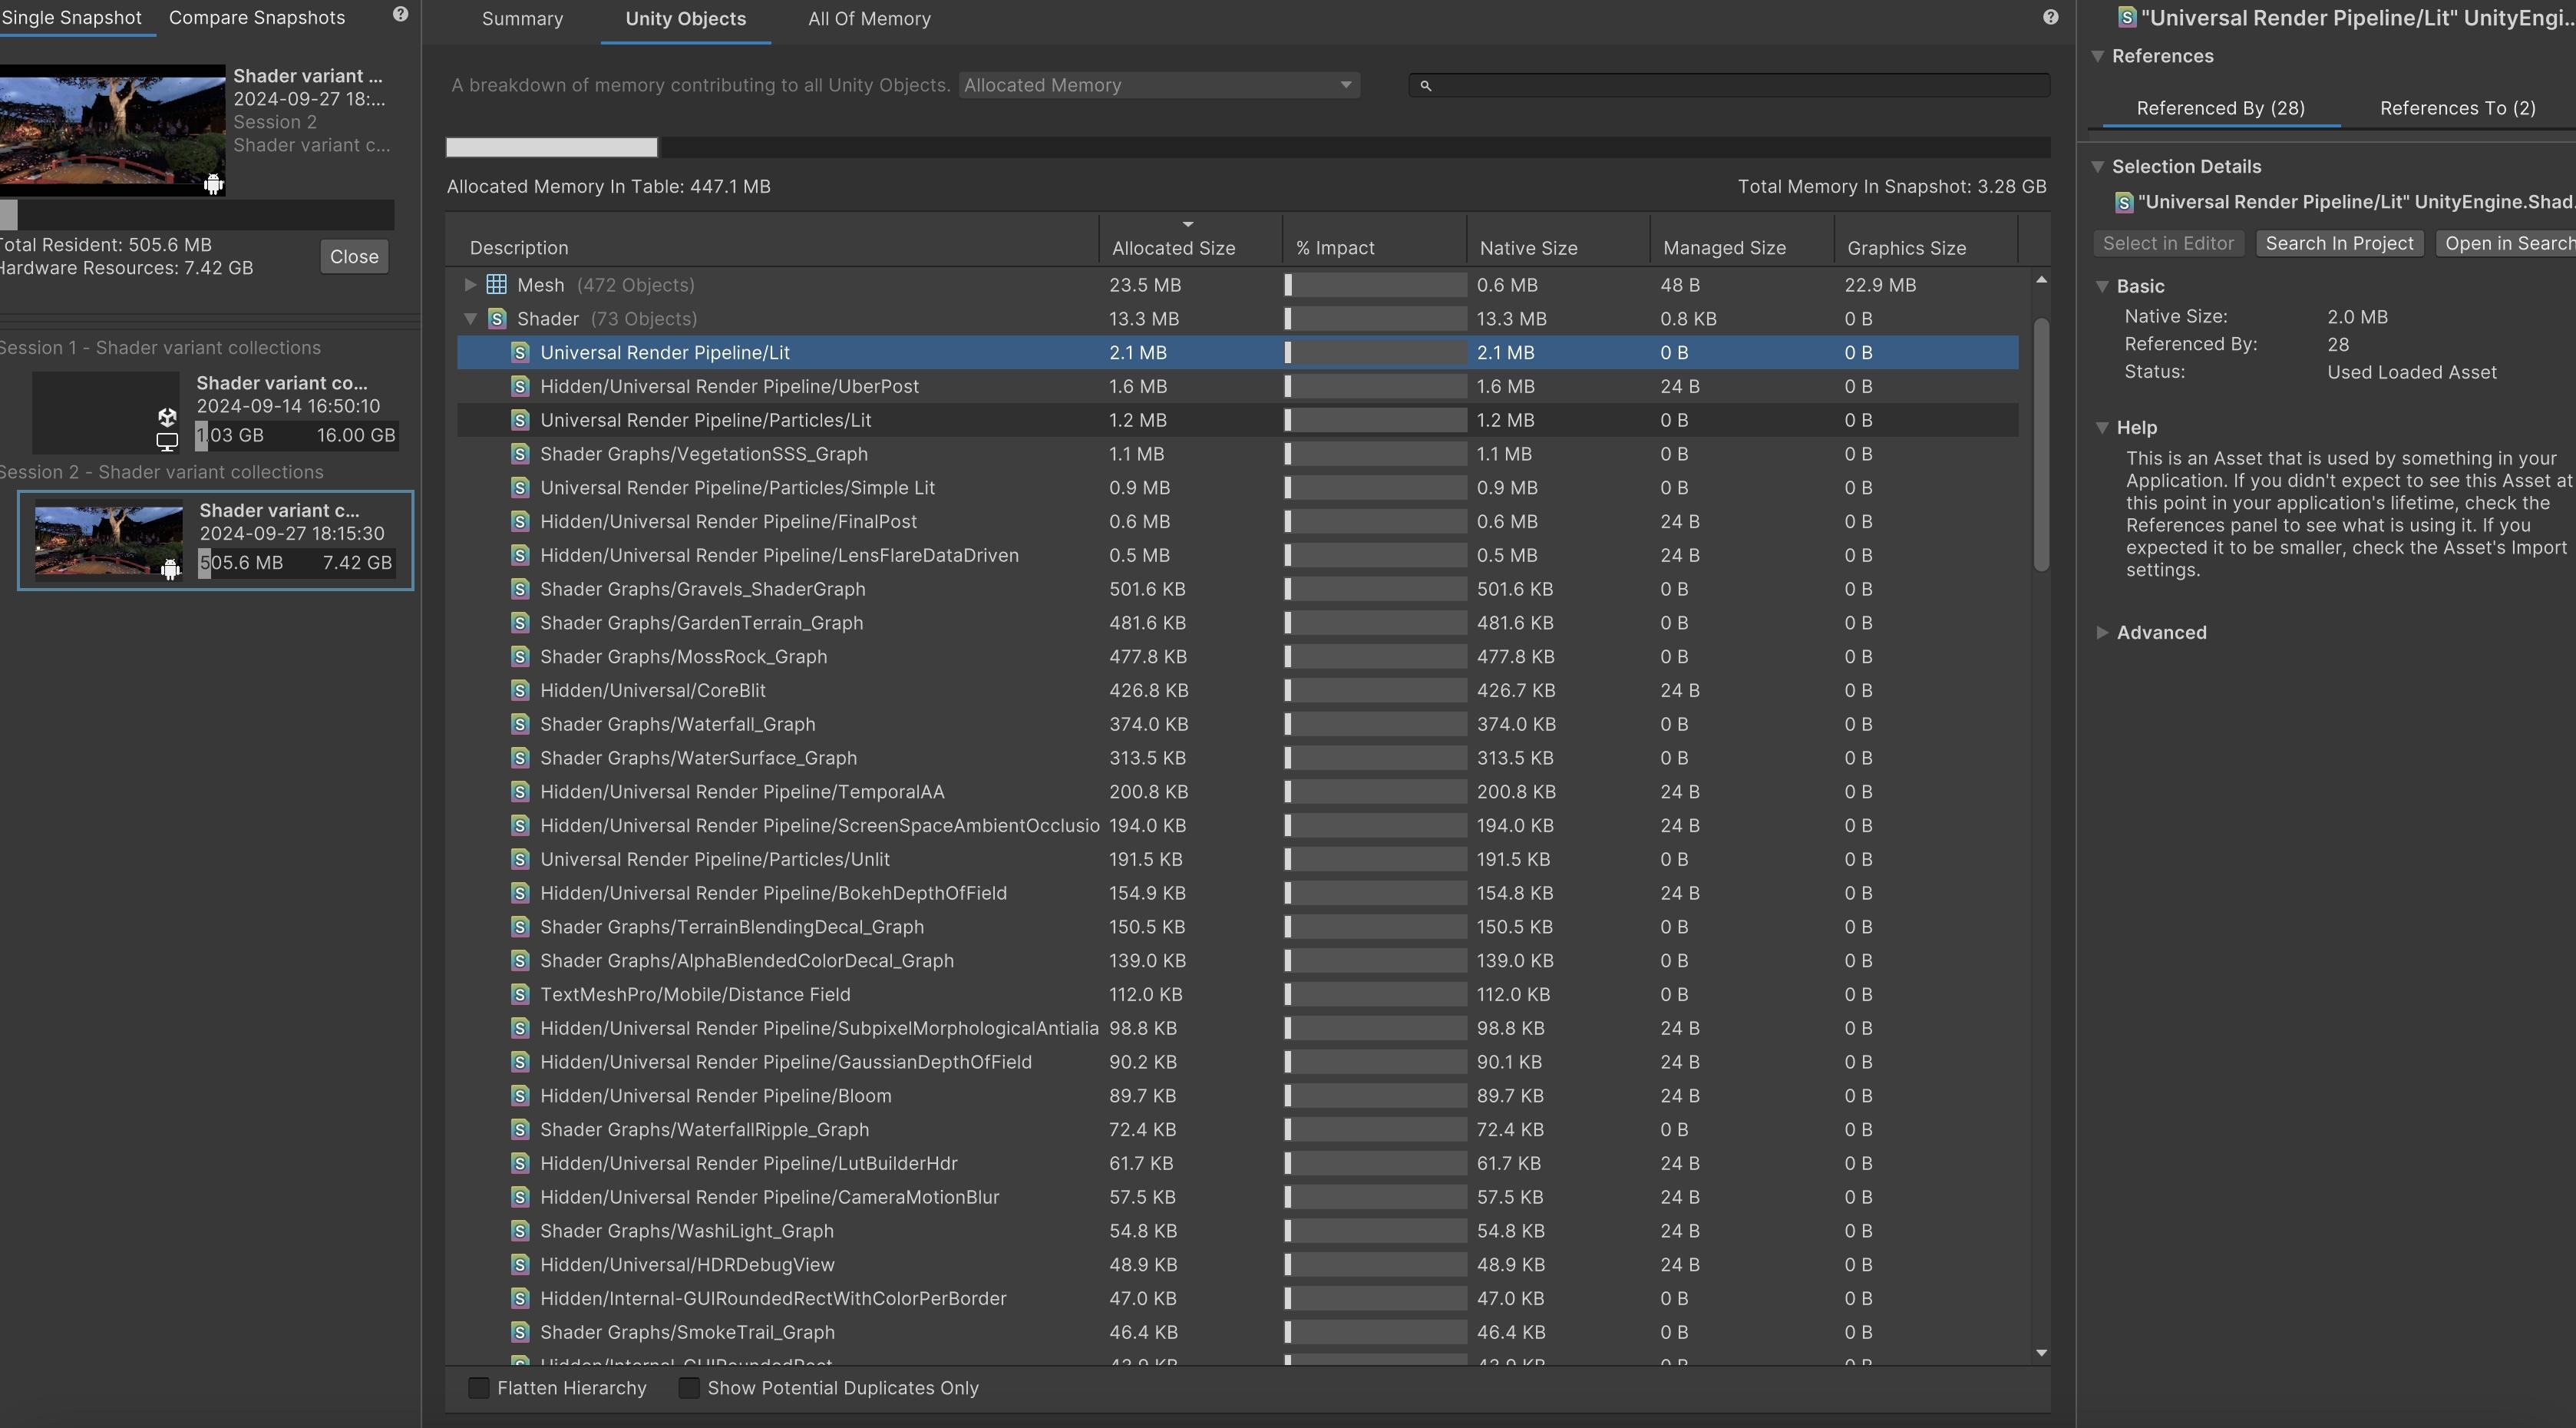 Single Snapshot
Compare Snapshots
Shader variant ...
2024-09-27 18:...
Session 2
Shader variant c...
Total Resident: 505.6 MB
Hardware Resources: 7.42 GB
Close
Session 1 - Shader variant collections
Shader variant co...
2024-09-14 16:50:10
1.03 GB 16.00 GB
Session 2 - Shader variant collections
Shader variant c...
2024-09-27 18:15:30
505.6 MB 7.42 GB
Summary
Unity Objects
All Of Memory
A breakdown of memory contributing to all Unity Objects.
Allocated Memory
Allocated Memory In Table: 447.1 MB
Total Memory In Snapshot: 3.28 GB
Description Allocated Size % Impact Native Size Managed Size Graphics Size
Mesh (472 Objects) 23.5 MB 0.6 MB 48 B 22.9 MB
Shader (73 Objects) 13.3 MB 13.3 MB 0.8 KB 0 B
Universal Render Pipeline/Lit 2.1 MB 2.1 MB 0 B 0 B
Hidden/Universal Render Pipeline/UberPost 1.6 MB 1.6 MB 24 B 0 B
Universal Render Pipeline/Particles/Lit 1.2 MB 1.2 MB 0 B 0 B
Shader Graphs/VegetationSSS_Graph 1.1 MB 1.1 MB 0 B 0 B
Universal Render Pipeline/Particles/Simple Lit 0.9 MB 0.9 MB 0 B 0 B
Hidden/Universal Render Pipeline/FinalPost 0.6 MB 0.6 MB 24 B 0 B
Hidden/Universal Render Pipeline/LensFlareDataDriven 0.5 MB 0.5 MB 24 B 0 B
Shader Graphs/Gravels_ShaderGraph 501.6 KB 501.6 KB 0 B 0 B
Shader Graphs/GardenTerrain_Graph 481.6 KB 481.6 KB 0 B 0 B
Shader Graphs/MossRock_Graph 477.8 KB 477.8 KB 0 B 0 B
Hidden/Universal/CoreBlit 426.8 KB 426.7 KB 24 B 0 B
Shader Graphs/Waterfall_Graph 374.0 KB 374.0 KB 0 B 0 B
Shader Graphs/WaterSurface_Graph 313.5 KB 313.5 KB 0 B 0 B
Hidden/Universal Render Pipeline/TemporalAA 200.8 KB 200.8 KB 24 B 0 B
Hidden/Universal Render Pipeline/ScreenSpaceAmbientOcclusio 194.0 KB 194.0 KB 24 B 0 B
Universal Render Pipeline/Particles/Unlit 191.5 KB 191.5 KB 0 B 0 B
Hidden/Universal Render Pipeline/BokehDepthOfField 154.9 KB 154.8 KB 24 B 0 B
Shader Graphs/TerrainBlendingDecal_Graph 150.5 KB 150.5 KB 0 B 0 B
Shader Graphs/AlphaBlendedColorDecal_Graph 139.0 KB 139.0 KB 0 B 0 B
TextMeshPro/Mobile/Distance Field 112.0 KB 112.0 KB 0 B 0 B
Hidden/Universal Render Pipeline/SubpixelMorphologicalAntialia 98.8 KB 98.8 KB 24 B 0 B
Hidden/Universal Render Pipeline/GaussianDepthOfField 90.2 KB 90.1 KB 24 B 0 B
Hidden/Universal Render Pipeline/Bloom 89.7 KB 89.7 KB 24 B 0 B
Shader Graphs/WaterfallRipple_Graph 72.4 KB 72.4 KB 0 B 0 B
Hidden/Universal Render Pipeline/LutBuilderHdr 61.7 KB 61.7 KB 24 B 0 B
Hidden/Universal Render Pipeline/CameraMotionBlur 57.5 KB 57.5 KB 24 B 0 B
Shader Graphs/WashiLight_Graph 54.8 KB 54.8 KB 24 B 0 B
Hidden/Universal/HDRDebugView 48.9 KB 48.9 KB 24 B 0 B
Hidden/Internal-GUIRoundedRectWithColorPerBorder 47.0 KB 47.0 KB 0 B 0 B
Shader Graphs/SmokeTrail_Graph 46.4 KB 46.4 KB 0 B 0 B
Hidden/Internal-GUIRoundedRect
Flatten Hierarchy
Show Potential Duplicates Only
"Universal Render Pipeline/Lit" UnityEngi...
References
Referenced By (28)
References To (2)
Selection Details
"Universal Render Pipeline/Lit" UnityEngine.Shad
Select in Editor
Search In Project
Open in Search
Basic
Native Size: 2.0 MB
Referenced By: 28
Status: Used Loaded Asset
Help
This is an Asset that is used by something in your
Application. If you didn't expect to see this Asset at
this point in your application's lifetime, check the
References panel to see what is using it. If you
expected it to be smaller, check the Asset's Import
settings.
Advanced